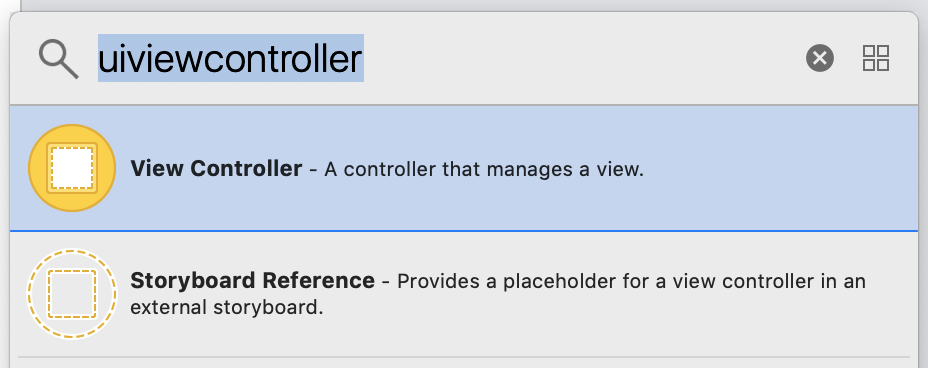 uiviewcontroller
View Controller - A controller that manages a view.
Storyboard Reference - Provides a placeholder for a view controller in an
external storyboard.